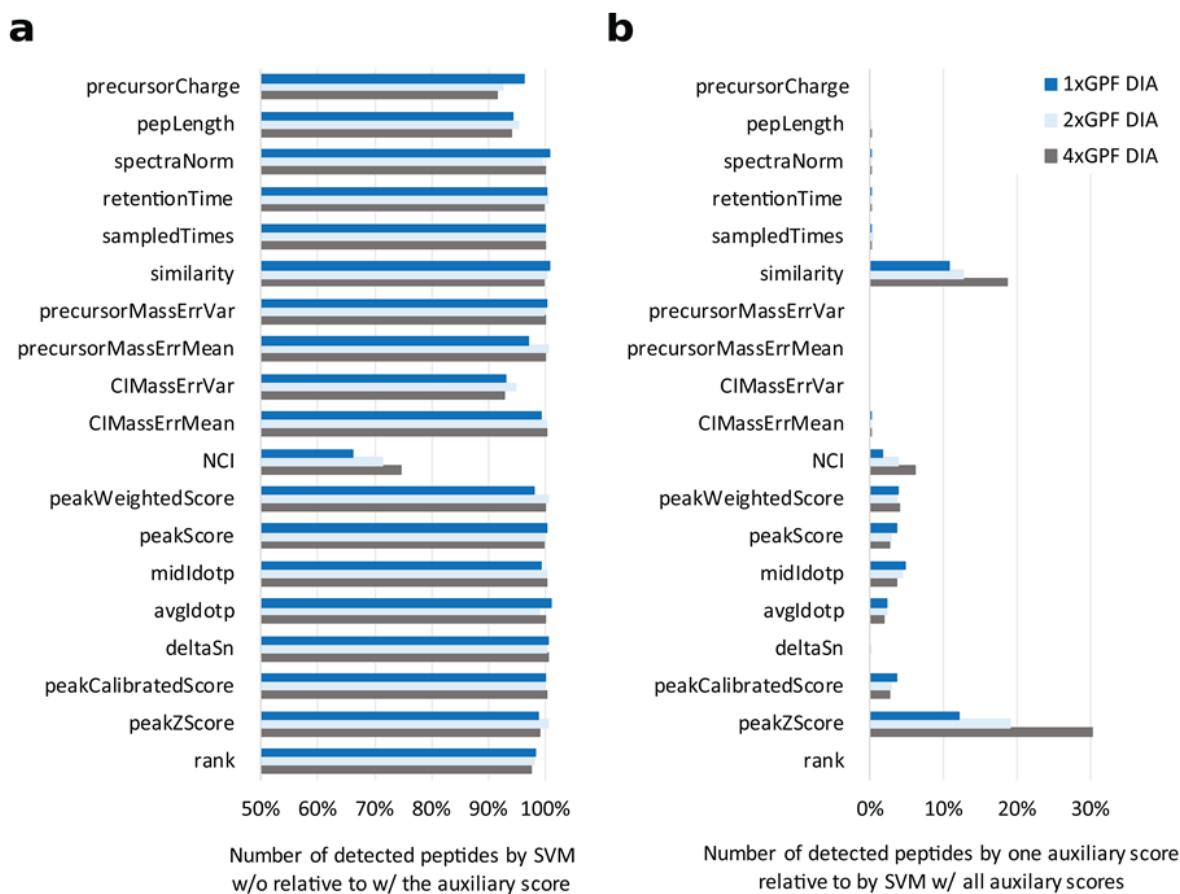 a
precursorCharge
pepLength
spectraNorm
retentionTime
sampledTimes
similarity
precursorMassErrVar
precursorMassErrMean
CIMassErrVar
CIMassErrMean
NCI
peakWeightedScore
peakScore
midIdotp
avgIdotp
deltaSn
peakCalibratedScore
peakZScore
rank
50% 60% 70% 80% 90% 100%
Number of detected peptides by SVM
w/o relative to w/ the auxiliary score
b
precursorCharge
pepLength
spectraNorm
retentionTime
sampledTimes
similarity
precursorMassErrVar
precursorMassErrMean
CIMassErrVar
CIMassErrMean
NCI
peakWeightedScore
peakScore
midIdotp
avgIdotp
deltaSn
peakCalibratedScore
peakZScore
rank
1xGPF DIA
2xGPF DIA
4xGPF DIA
0% 10% 20% 30%
Number of detected peptides by one auxiliary score
relative to by SVM w/ all auxilary scores